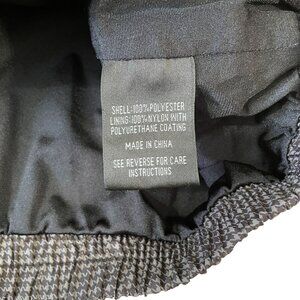 SHELL:100%POLYESTER
LINING:100%NYLON WITH
POLYURETHANE COATING
MADE IN CHINA
SEE REVERSE FOR CARE
INSTRUCTIONS